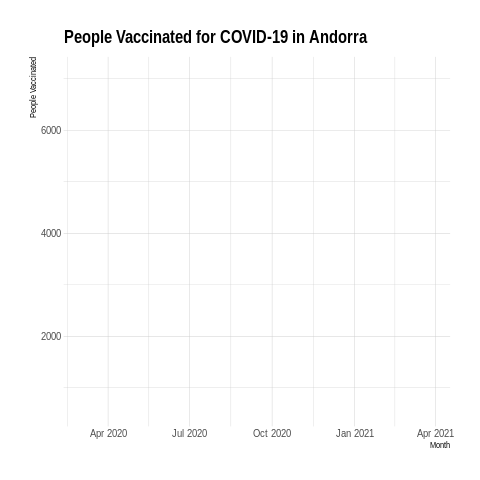 People Vaccinated for COVID-19 in Andorra
People Vaccinated
6000
4000
2000
Apr 2020 Jul 2020 Oct 2020 Jan 2021 Apr 2021
Month